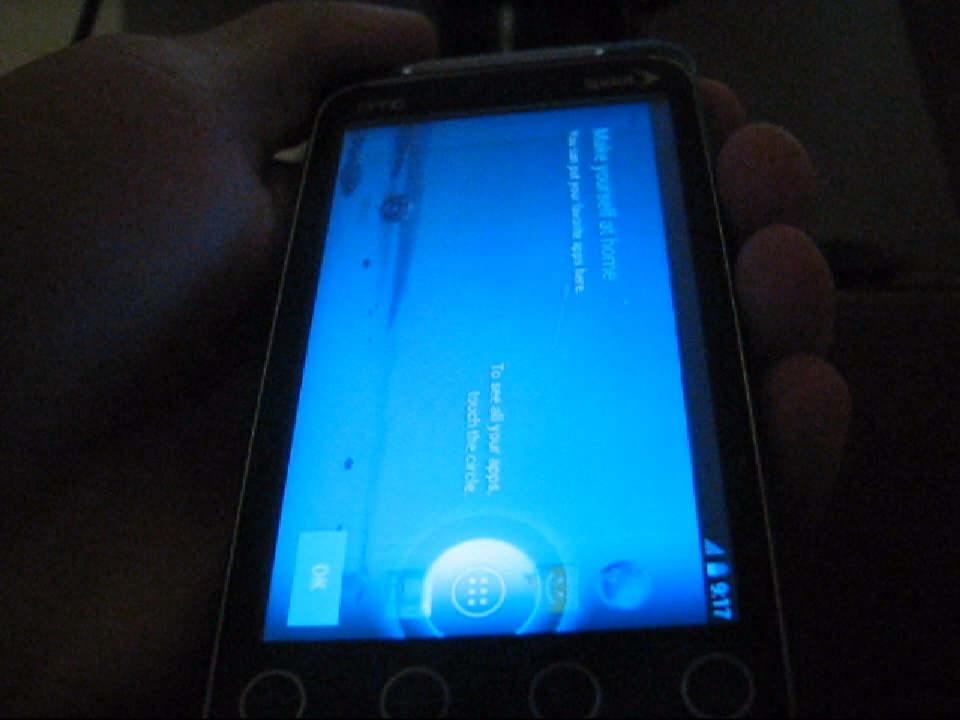 9:17
Make yourself at home
You can put your favorite apps here.
To see all your apps,
touch the circle.
OK